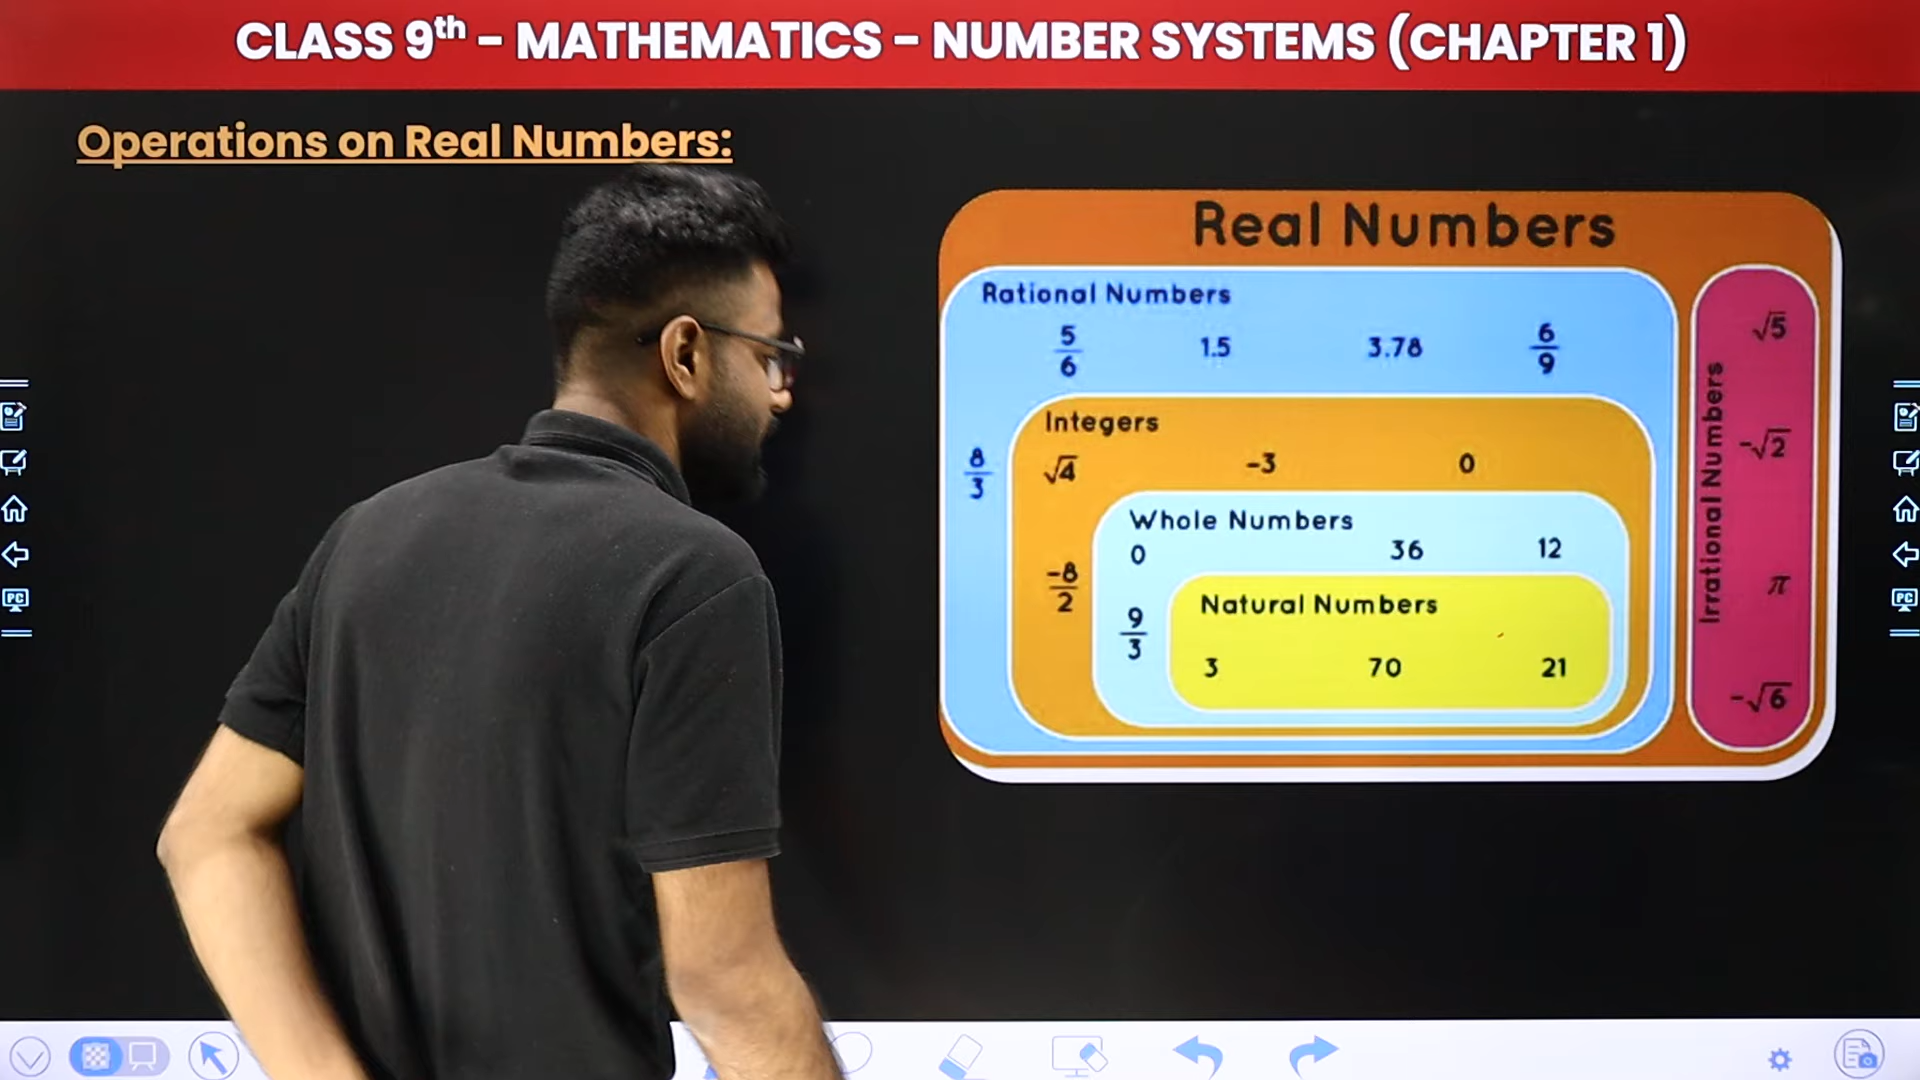 CLASS 9th - MATHEMATICS - NUMBER SYSTEMS (CHAPTER 1)
Operations on Real Numbers:
Real Numbers
Rational Numbers
5/6 1.5 3.78 6/9
8/3
Integers
√4 -3 0
-8/2
Whole Numbers
0 36 12
9/3
Natural Numbers
3 70 21
Irrational Numbers
√5
-√2
π
-√6
PC
PC